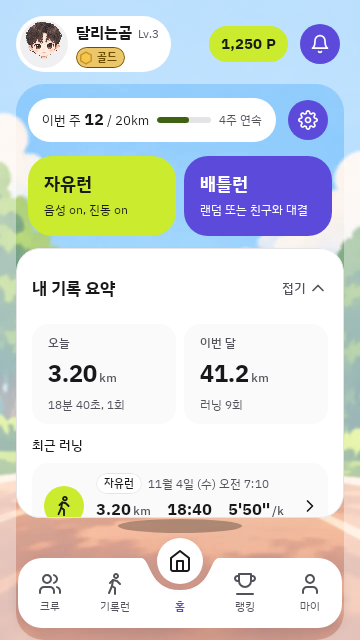 달리는곰 Lv.3
골드
1,250 P
이번 주 12 / 20km 4주 연속
자유런
음성 on, 진동 on
배틀런
랜덤 또는 친구와 대결
내 기록 요약 접기
오늘
3.20 km
18분 40초, 1회
이번 달
41.2 km
러닝 9회
최근 러닝
자유런 11월 4일 (수) 오전 7:10
3.20 km 18:40 5'50" /k
크루 기록런 홈 랭킹 마이